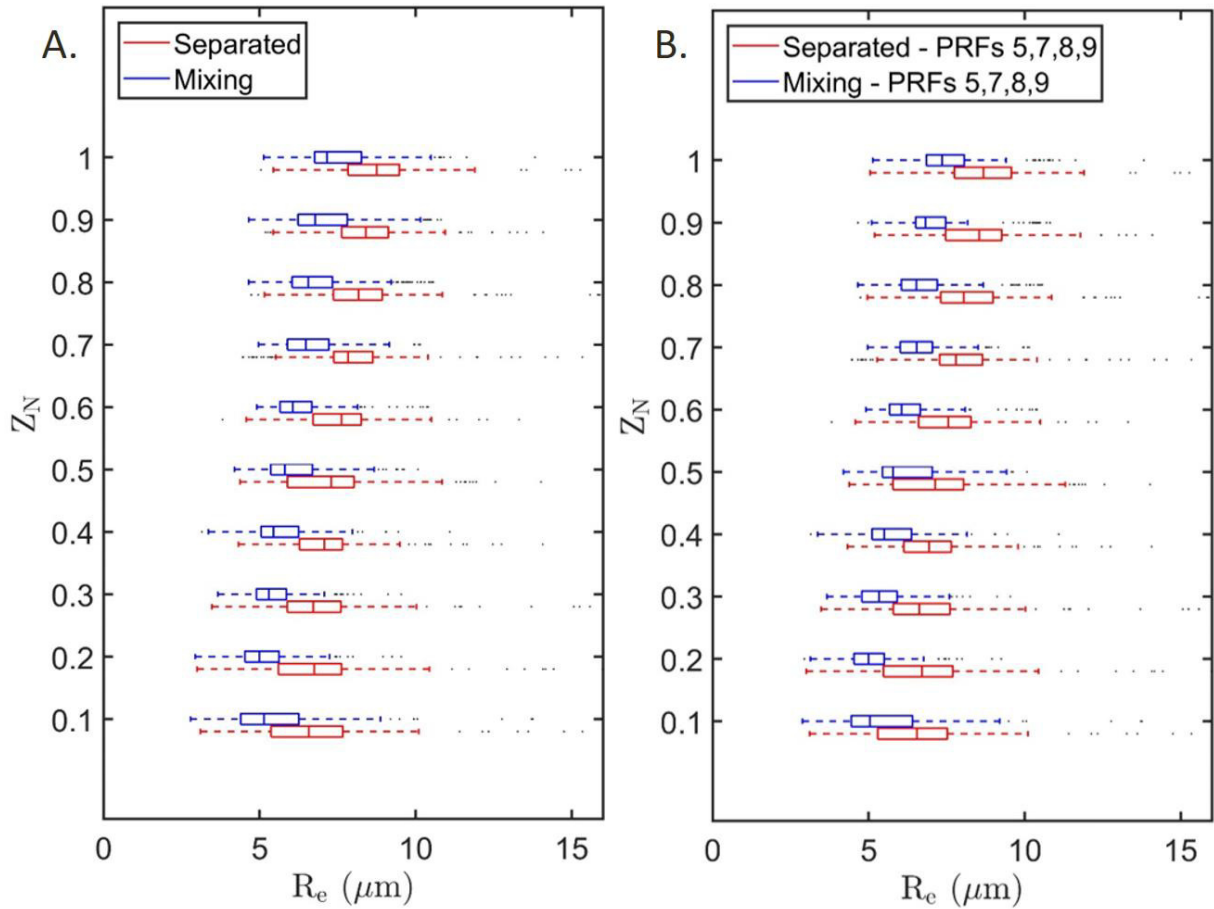 A.
Separated
Mixing
1
0.9
0.8
0.7
0.6
0.5
0.4
0.3
0.2
0.1
Z_N
0 5 10 15
R_e (μm)
B.
Separated - PRFs 5,7,8,9
Mixing - PRFs 5,7,8,9
1
0.9
0.8
0.7
0.6
0.5
0.4
0.3
0.2
0.1
Z_N
0 5 10 15
R_e (μm)